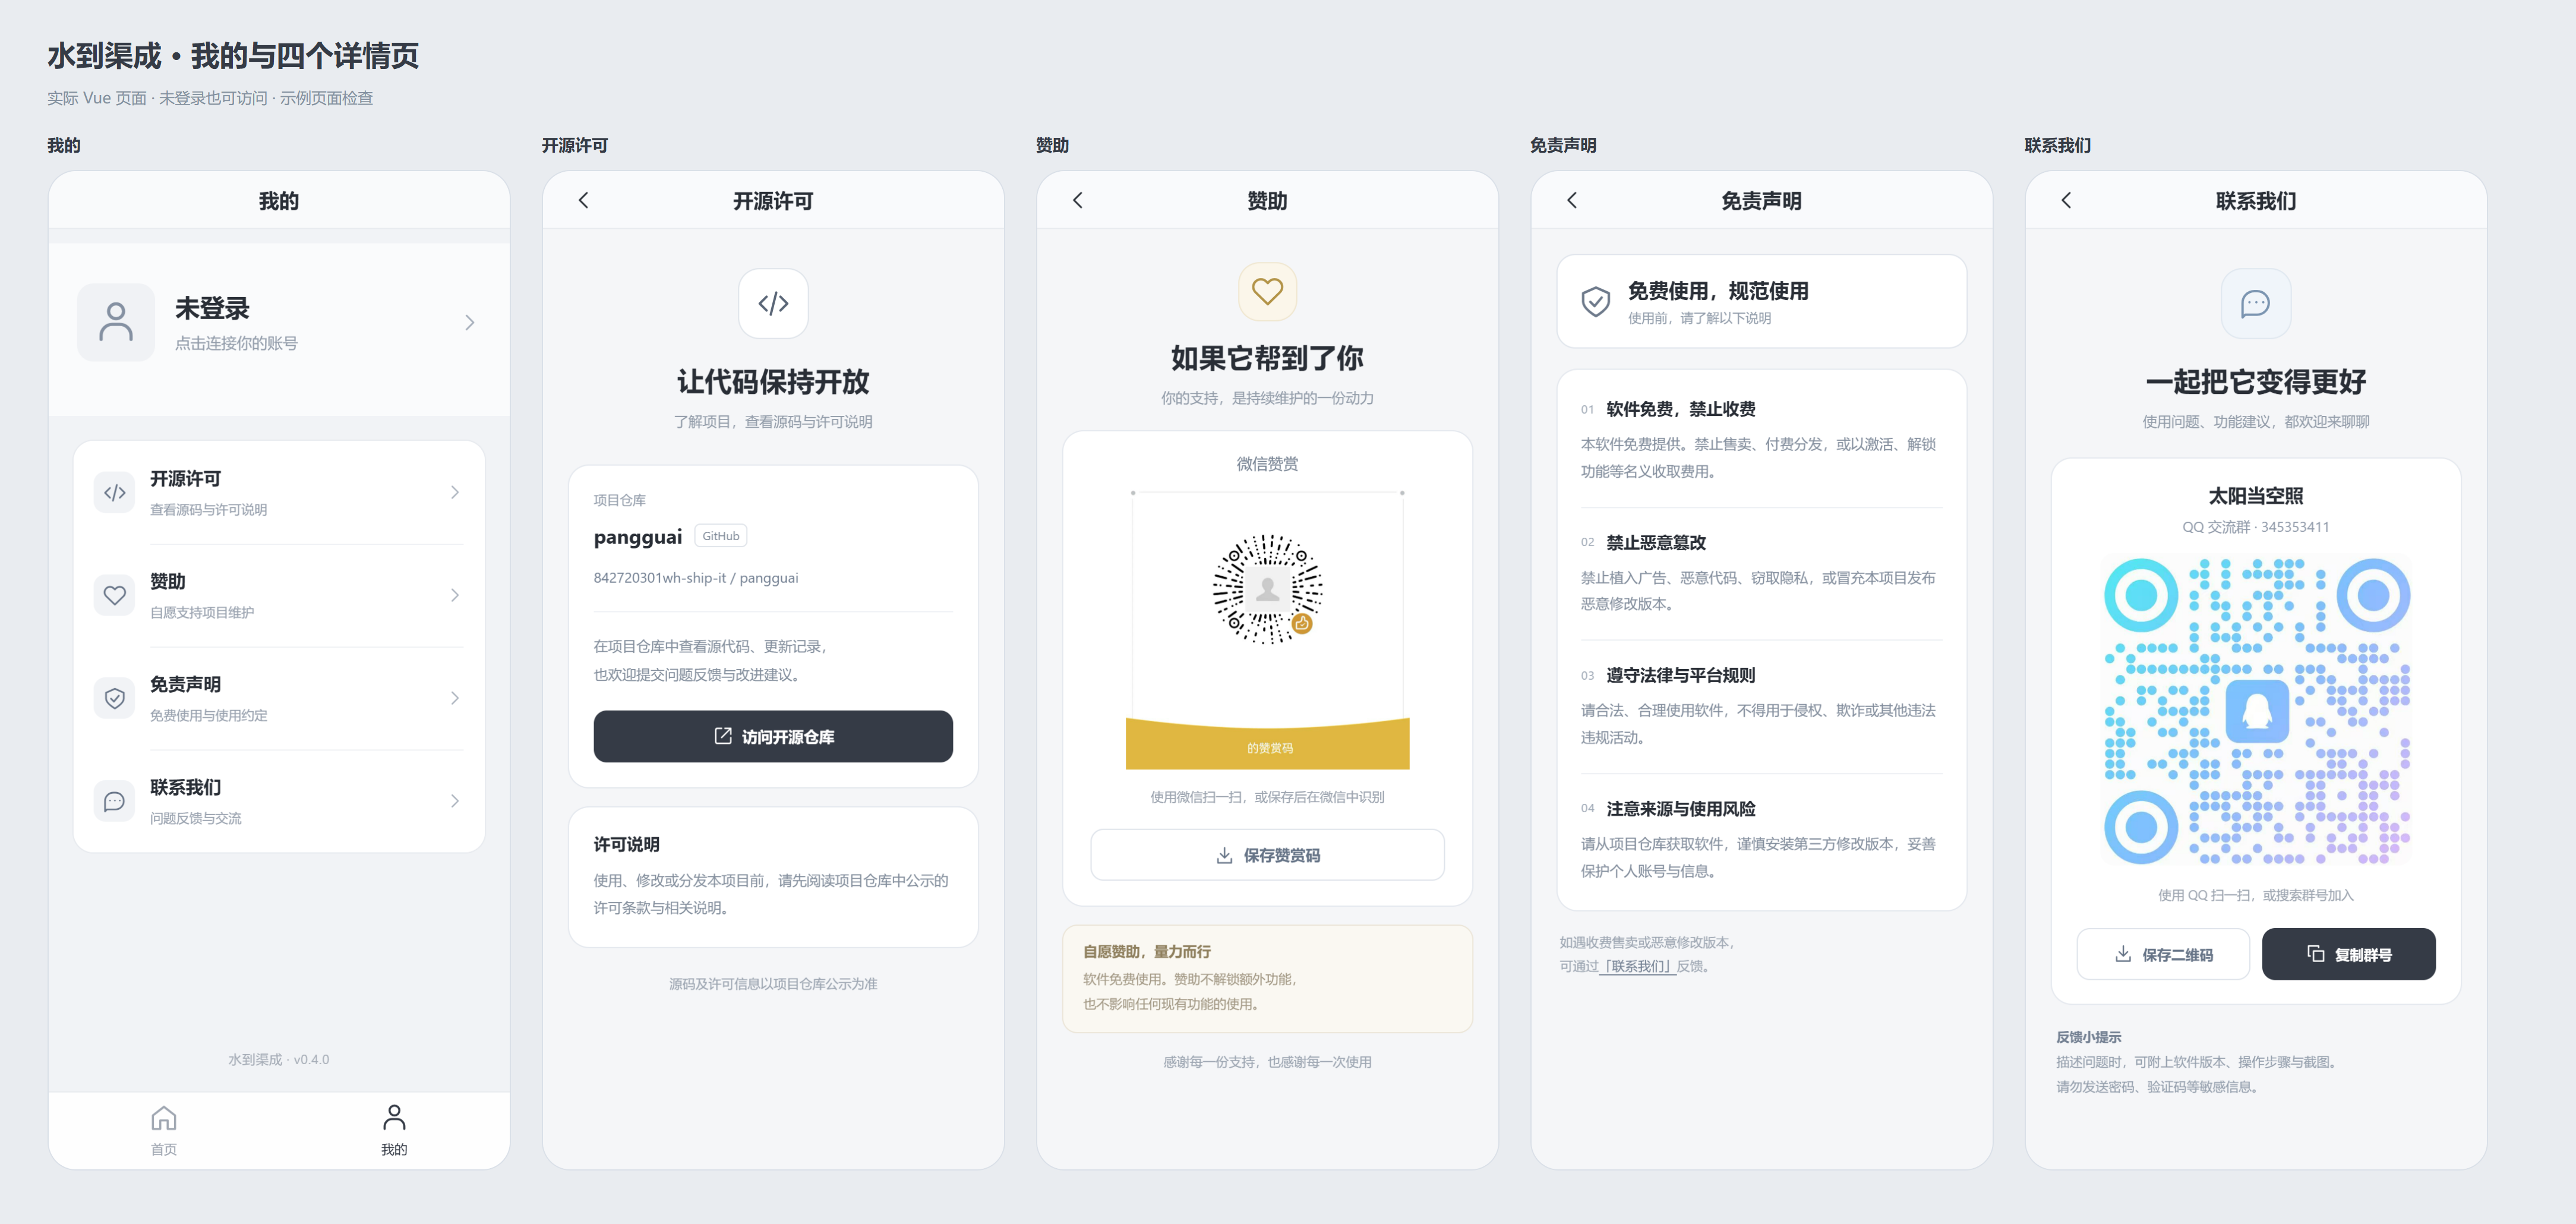 水到渠成 · 我的与四个详情页
实际 Vue 页面 · 未登录也可访问 · 示例页面检查
我的
我的
未登录
点击连接你的账号
开源许可
查看源码与许可说明
赞助
自愿支持项目维护
免责声明
免费使用与使用约定
联系我们
问题反馈与交流
水到渠成 · v0.4.0
首页
我的
开源许可
开源许可
让代码保持开放
了解项目，查看源码与许可说明
项目仓库
pangguai GitHub
842720301wh-ship-it / pangguai
在项目仓库中查看源代码、更新记录，
也欢迎提交问题反馈与改进建议。
访问开源仓库
许可说明
使用、修改或分发本项目前，请先阅读项目仓库中公示的
许可条款与相关说明。
源码及许可信息以项目仓库公示为准
赞助
赞助
如果它帮到了你
你的支持，是持续维护的一份动力
微信赞赏
的赞赏码
使用微信扫一扫，或保存后在微信中识别
保存赞赏码
自愿赞助，量力而行
软件免费使用。赞助不解锁额外功能，
也不影响任何现有功能的使用。
感谢每一份支持，也感谢每一次使用
免责声明
免责声明
免费使用，规范使用
使用前，请了解以下说明
01 软件免费，禁止收费
本软件免费提供。禁止售卖、付费分发，或以激活、解锁
功能等名义收取费用。
02 禁止恶意篡改
禁止植入广告、恶意代码、窃取隐私，或冒充本项目发布
恶意修改版本。
03 遵守法律与平台规则
请合法、合理使用软件，不得用于侵权、欺诈或其他违法
违规活动。
04 注意来源与使用风险
请从项目仓库获取软件，谨慎安装第三方修改版本，妥善
保护个人账号与信息。
如遇收费售卖或恶意修改版本，
可通过「联系我们」反馈。
联系我们
联系我们
一起把它变得更好
使用问题、功能建议，都欢迎来聊聊
太阳当空照
QQ 交流群 · 345353411
使用 QQ 扫一扫，或搜索群号加入
保存二维码
复制群号
反馈小提示
描述问题时，可附上软件版本、操作步骤与截图。
请勿发送密码、验证码等敏感信息。